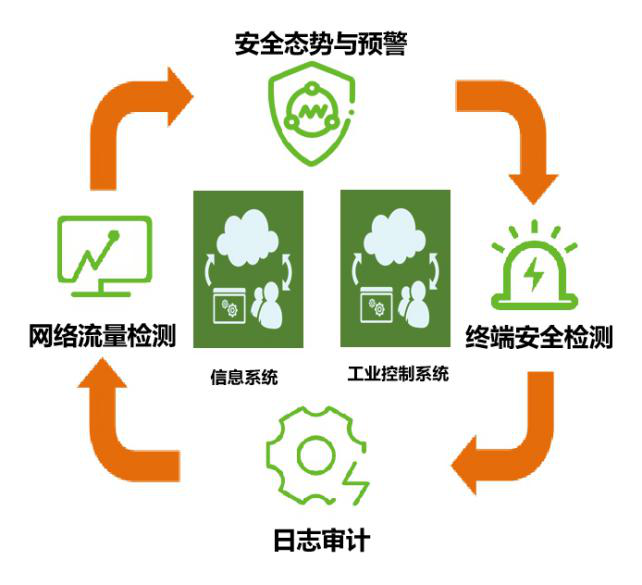 安全态势与预警
网络流量检测
终端安全检测
信息系统
工业控制系统
日志审计